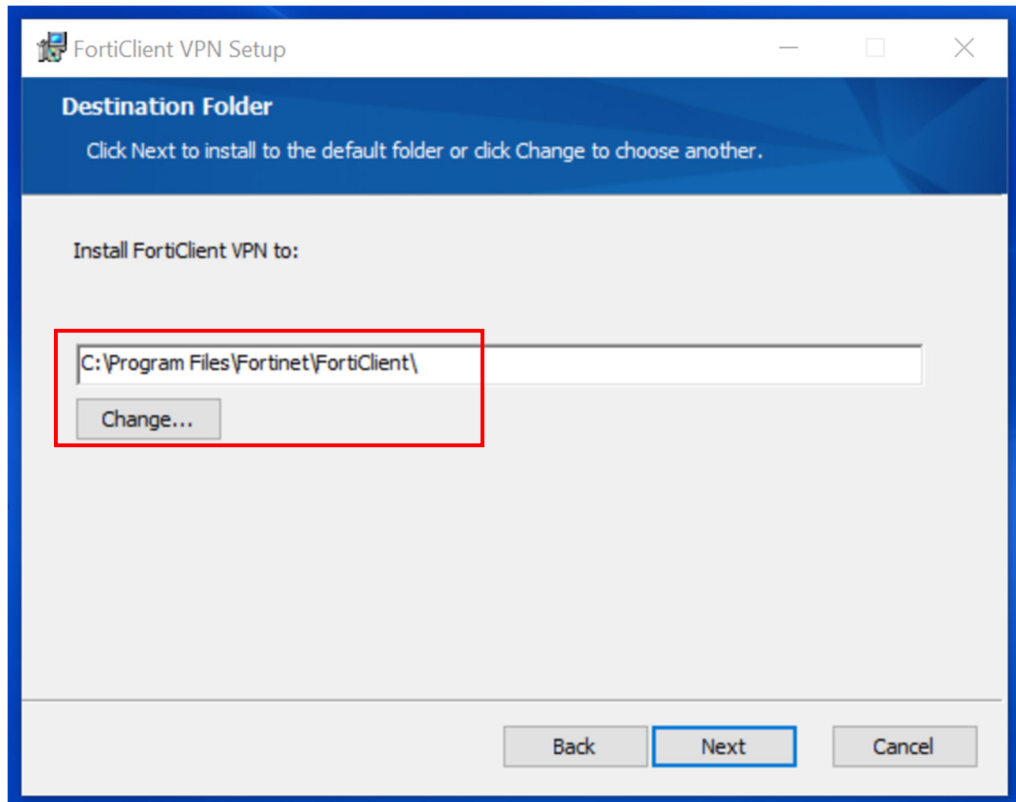 FortiClient VPN Setup
Destination Folder
Click Next to install to the default folder or click Change to choose another.
Install FortiClient VPN to:
C:\Program Files\Fortinet\FortiClient\
Change...
Back Next Cancel